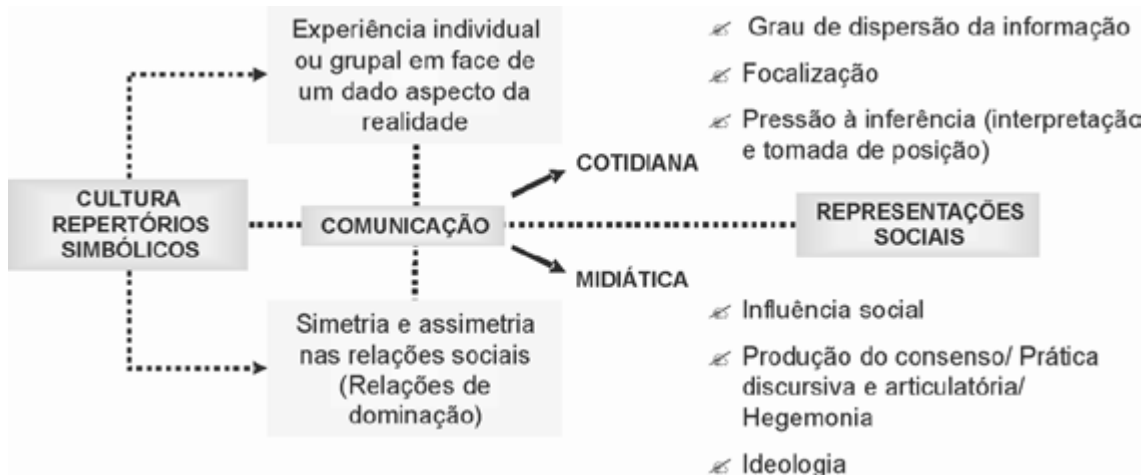 Experiência individual
ou grupal em face de
um dado aspecto da
realidade
Grau de dispersão da informação
Focalização
Pressão à inferência (interpretação
e tomada de posição)
COTIDIANA
CULTURA
REPERTÓRIOS
SIMBÓLICOS
COMUNICAÇÃO
REPRESENTAÇÕES
SOCIAIS
MIDIÁTICA
Simetria e assimetria
nas relações sociais
(Relações de
dominação)
Influência social
Produção do consenso/ Prática
discursiva e articulatória/
Hegemonia
Ideologia